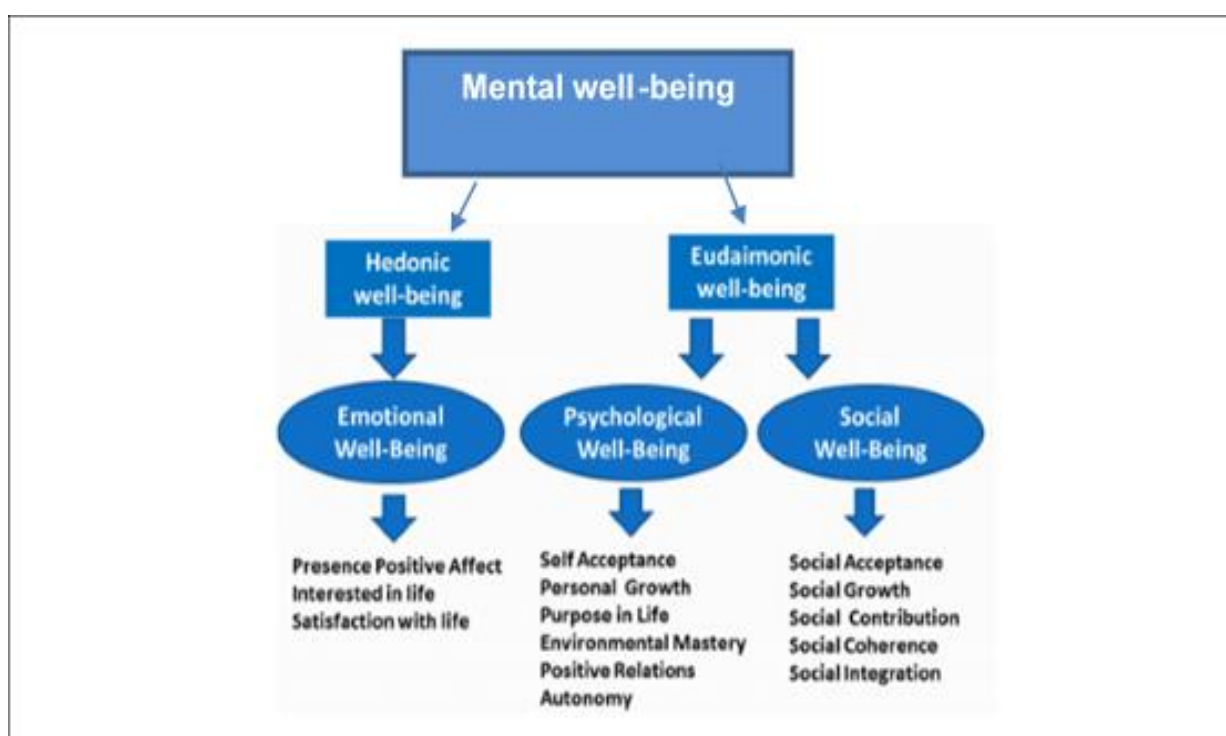 Mental well-being
Hedonic
well-being
Eudaimonic
well-being
Emotional
Well-Being
Psychological
Well-Being
Social
Well-Being
Presence Positive Affect
Interested in life
Satisfaction with life
Self Acceptance
Personal Growth
Purpose in Life
Environmental Mastery
Positive Relations
Autonomy
Social Acceptance
Social Growth
Social Contribution
Social Coherence
Social Integration